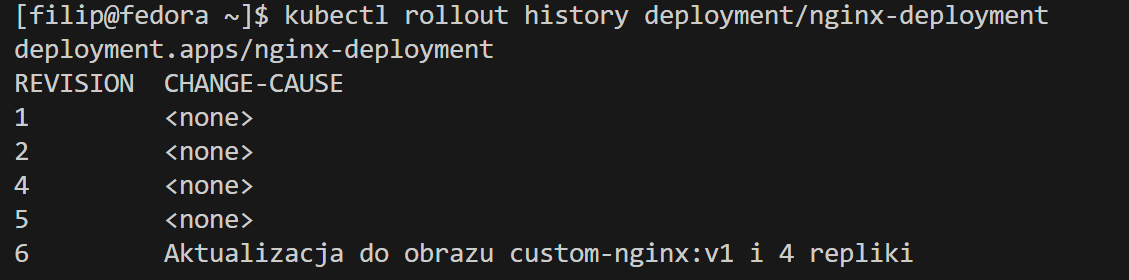 [filip@fedora ~]$ kubectl rollout history deployment/nginx-deployment
deployment.apps/nginx-deployment
REVISION  CHANGE-CAUSE
1         <none>
2         <none>
4         <none>
5         <none>
6         Aktualizacja do obrazu custom-nginx:v1 i 4 repliki